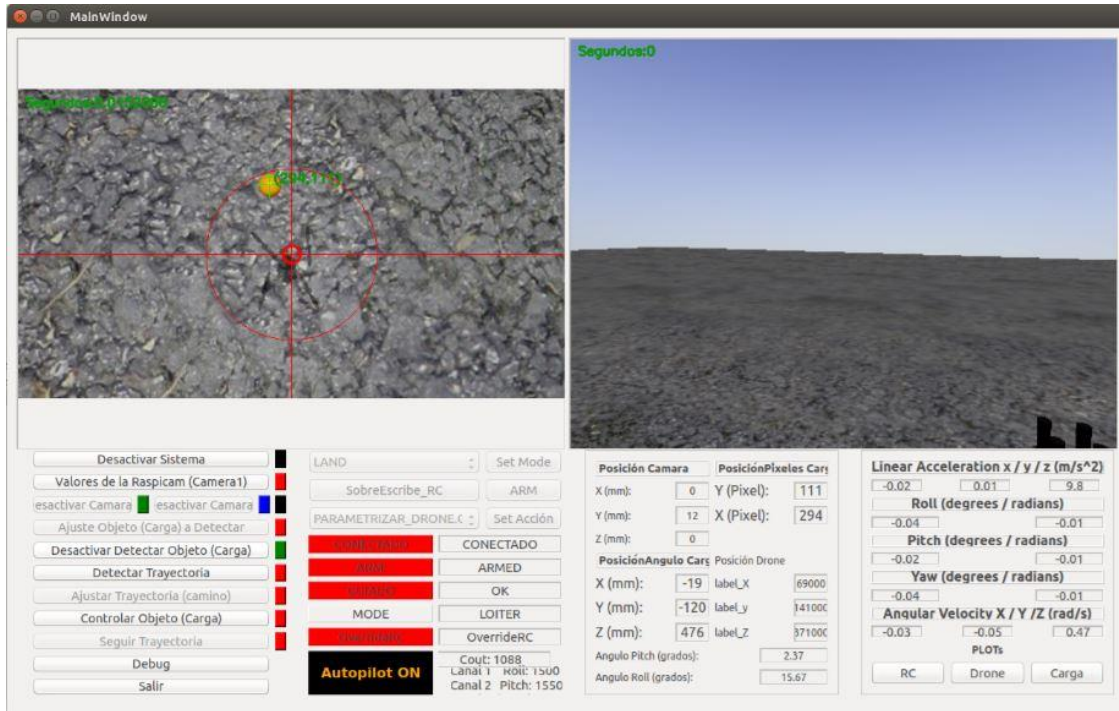 MainWindow
Segundos:0
Desactivar Sistema
Valores de la Raspicam (Camera1)
esactivar Camara esactivar Camara
Ajuste Objeto (Carga) a Detectar
Desactivar Detectar Objeto (Carga)
Detectar Trayectoria
Ajustar Trayectoria (camino)
Controlar Objeto (Carga)
Seguir Trayectoria
Debug
Salir
LAND Set Mode
SobreEscribe_RC ARM
PARAMETRIZAR_DRONE.C Set Acción
CONECTADO CONECTADO
ARM ARMED
OK
MODE LOITER
OverrideRC OverrideRC
Autopilot ON
Cout: 1088
Canal 1 Roll: 1500
Canal 2 Pitch: 1550
Posición Camara PosiciónPixeles Carg
X (mm): 0 Y (Pixel): 111
Y (mm): 12 X (Pixel): 294
Z (mm): 0
PosiciónAngulo Carg Posición Drone
X (mm): -19 label_X 69000
Y (mm): -120 label_y 141000
Z (mm): 476 label_Z 371000
Angulo Pitch (grados): 2.37
Angulo Roll (grados): 15.67
Linear Acceleration x / y / z (m/s^2)
-0.02 0.01 9.8
Roll (degrees / radians)
-0.04 -0.01
Pitch (degrees / radians)
-0.02 -0.01
Yaw (degrees / radians)
-0.04 -0.01
Angular Velocity X / Y /Z (rad/s)
-0.03 -0.05 0.47
PLOTs
RC Drone Carga